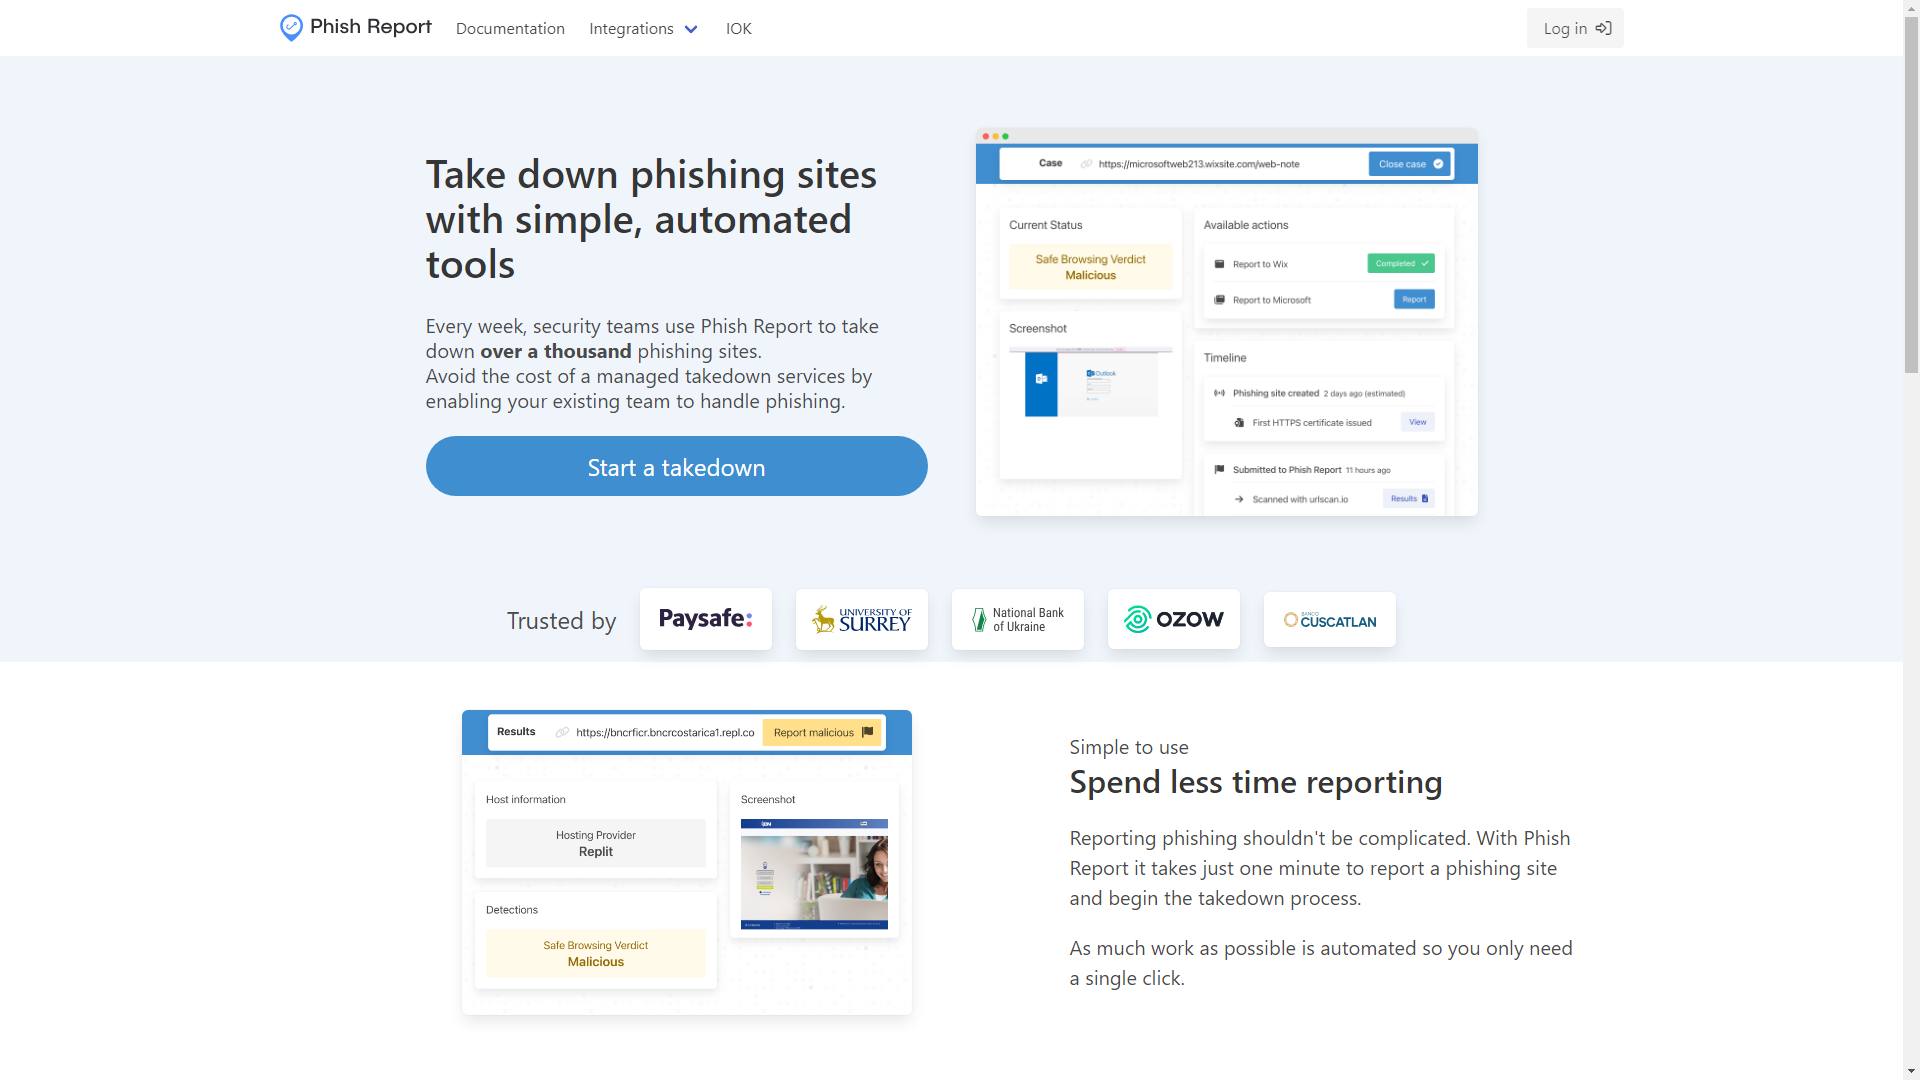 Phish Report
Documentation
Integrations
IOK
Log in
Take down phishing sites
with simple, automated
tools
Every week, security teams use Phish Report to take
down over a thousand phishing sites.
Avoid the cost of a managed takedown services by
enabling your existing team to handle phishing.
Start a takedown
Case
https://microsoftweb213.wixsite.com/web-note
Close case
Current Status
Safe Browsing Verdict
Malicious
Screenshot
Outlook
Available actions
Report to Wix
Completed
Report to Microsoft
Report
Timeline
Phishing site created 2 days ago (estimated)
First HTTPS certificate issued
View
Submitted to Phish Report 11 hours ago
Scanned with urlscan.io
Results
Trusted by
Paysafe:
UNIVERSITY OF
SURREY
National Bank
of Ukraine
OZOW
BANCO
CUSCATLAN
Results
https://bncrficr.bncrcostarica1.repl.co
Report malicious
Host information
Hosting Provider
Replit
Detections
Safe Browsing Verdict
Malicious
Screenshot
Simple to use
Spend less time reporting
Reporting phishing shouldn't be complicated. With Phish
Report it takes just one minute to report a phishing site
and begin the takedown process.
As much work as possible is automated so you only need
a single click.